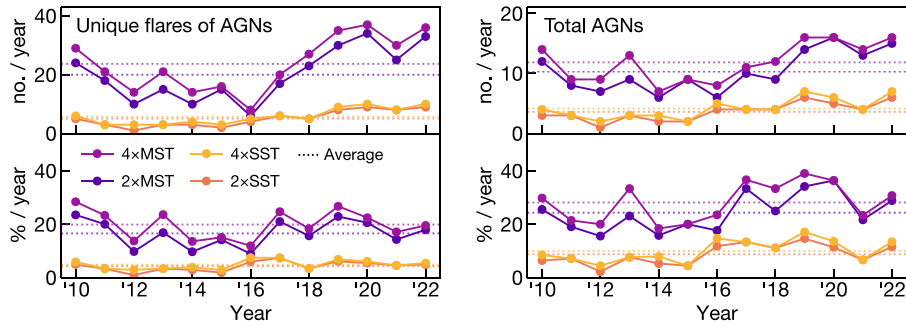 Unique flares of AGNs
no. / year
40
20
0
4×MST
4×SST
Average
2×MST
2×SST
% / year
40
20
0
'10
'12
'14
'16
'18
'20
'22
Year
Total AGNs
no. / year
20
10
0
% / year
40
20
0
'10
'12
'14
'16
'18
'20
'22
Year